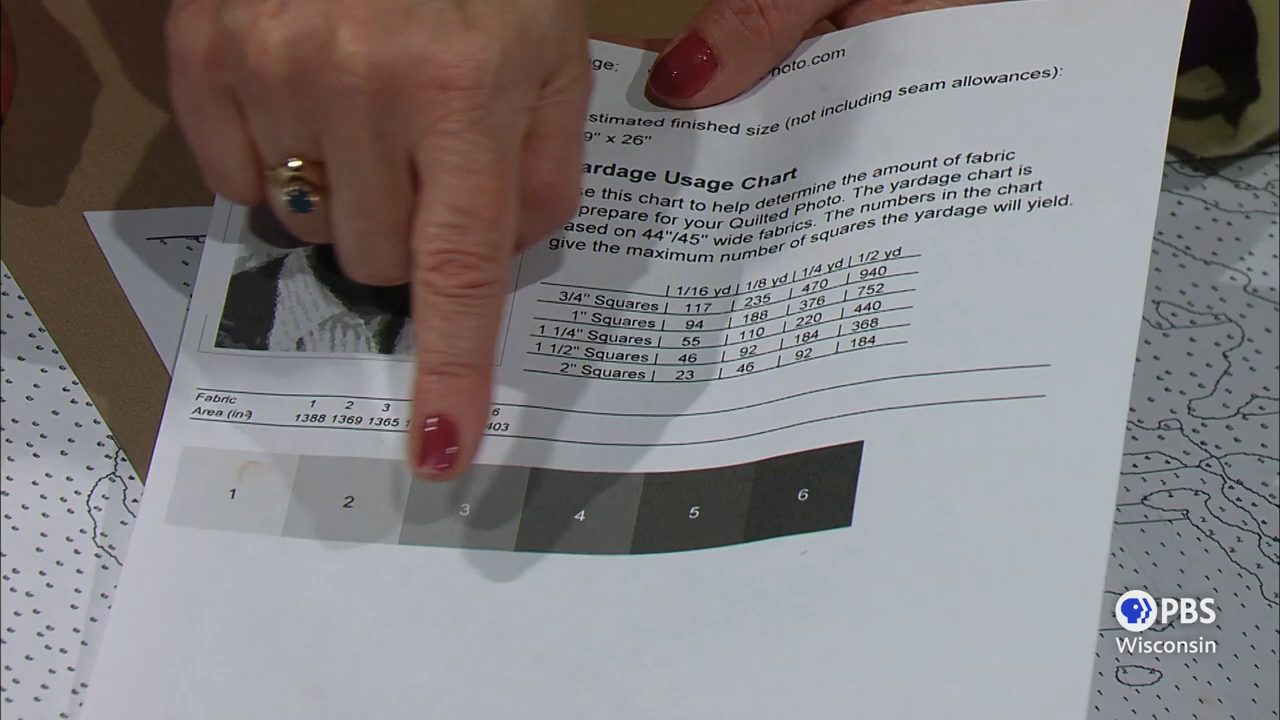 hoto.com
stimated finished size (not including seam allowances):
9" x 26"
ardage Usage Chart
se this chart to help determine the amount of fabric
prepare for your Quilted Photo. The yardage chart is
ased on 44"/45" wide fabrics. The numbers in the chart
give the maximum number of squares the yardage will yield.
| 1/16 yd | 1/8 yd | 1/4 yd | 1/2 yd
3/4" Squares | 117 | 235 | 470 | 940
1" Squares | 94 | 188 | 376 | 752
1 1/4" Squares | 55 | 110 | 220 | 440
1 1/2" Squares | 46 | 92 | 184 | 368
2" Squares | 23 | 46 | 92 | 184
Fabric 1 2 3 6
Area (in²) 1388 1369 1365 1 403
1 2 3 4 5 6
PBS
Wisconsin